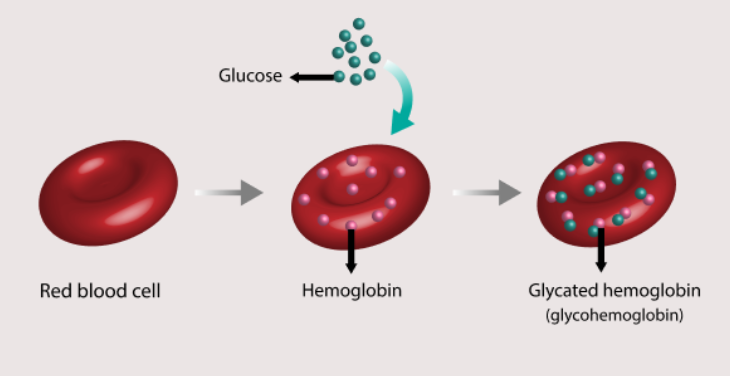 Glucose
Red blood cell
Hemoglobin
Glycated hemoglobin
(glycohemoglobin)